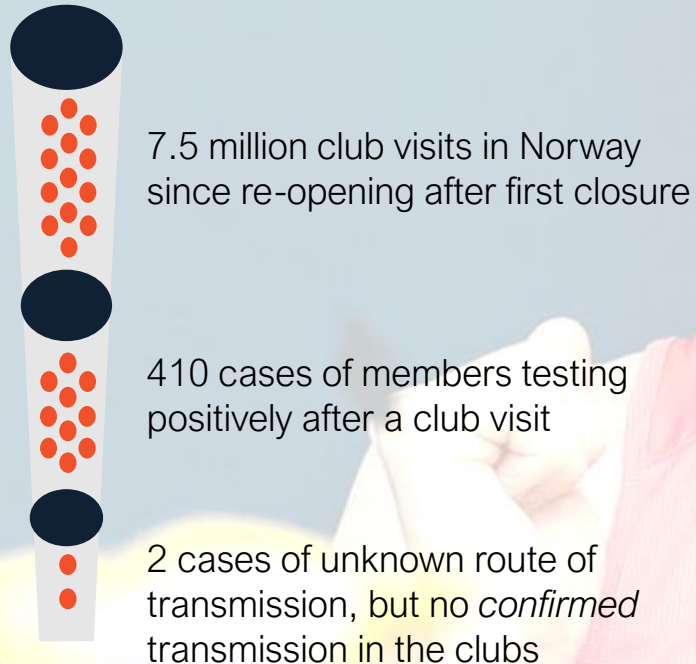 7.5 million club visits in Norway
since re-opening after first closure
410 cases of members testing
positively after a club visit
2 cases of unknown route of
transmission, but no confirmed
transmission in the clubs